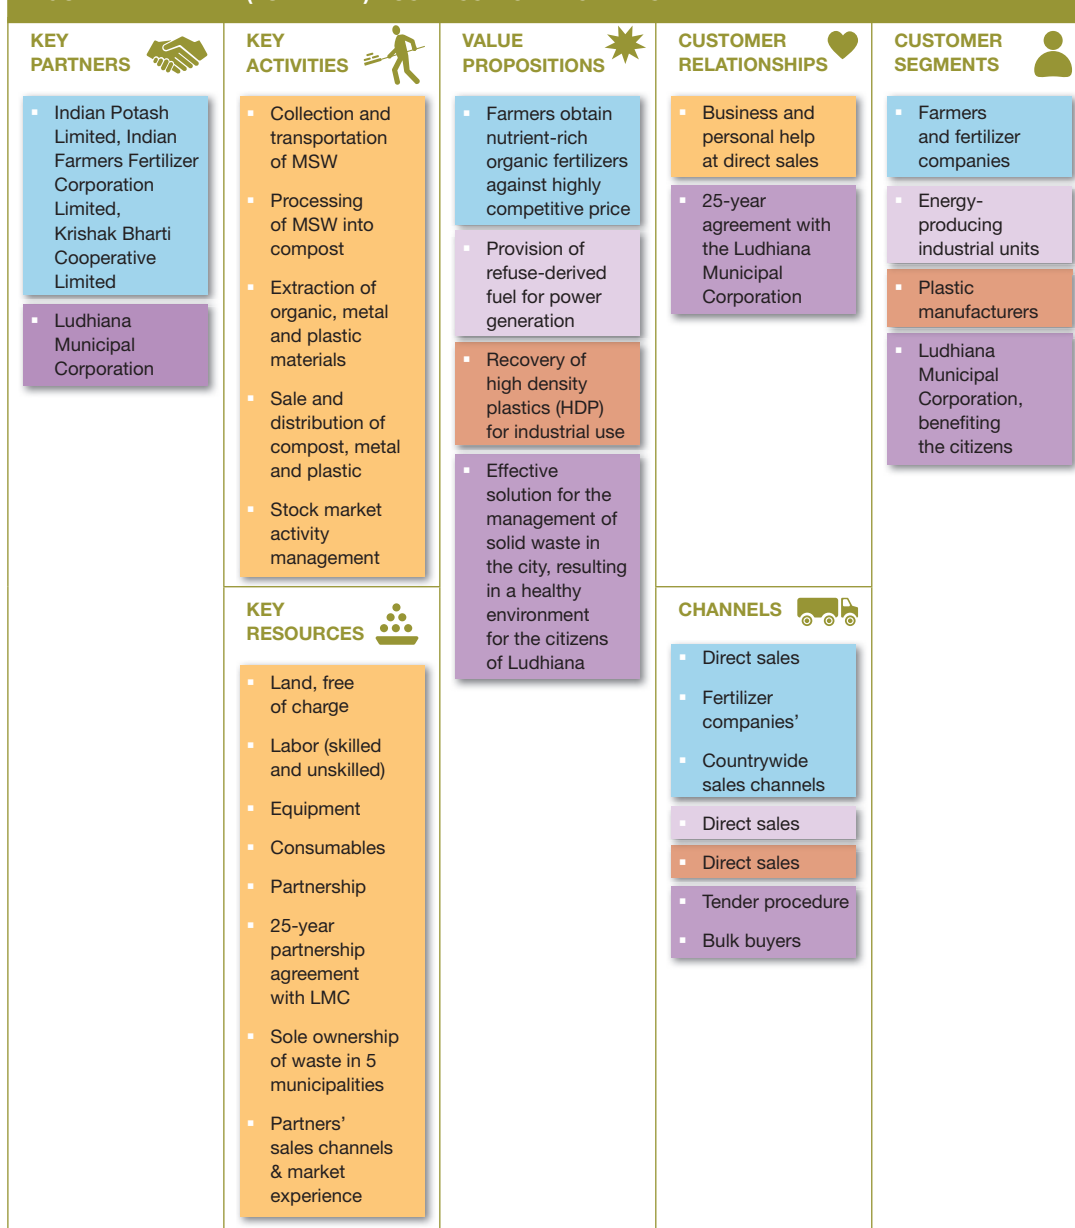 KEY
PARTNERS
Indian Potash
Limited, Indian
Farmers Fertilizer
Corporation
Limited,
Krishak Bharti
Cooperative
Limited
Ludhiana
Municipal
Corporation
KEY
ACTIVITIES
Collection and
transportation
of MSW
Processing
of MSW into
compost
Extraction of
organic, metal
and plastic
materials
Sale and
distribution of
compost, metal
and plastic
Stock market
activity
management
KEY
RESOURCES
Land, free
of charge
Labor (skilled
and unskilled)
Equipment
Consumables
Partnership
25-year
partnership
agreement
with LMC
Sole ownership
of waste in 5
municipalities
Partners’
sales channels
& market
experience
VALUE
PROPOSITIONS
Farmers obtain
nutrient-rich
organic fertilizers
against highly
competitive price
Provision of
refuse-derived
fuel for power
generation
Recovery of
high density
plastics (HDP)
for industrial use
Effective
solution for the
management of
solid waste in
the city, resulting
in a healthy
environment
for the citizens
of Ludhiana
CUSTOMER
RELATIONSHIPS
Business and
personal help
at direct sales
25-year
agreement with
the Ludhiana
Municipal
Corporation
CHANNELS
Direct sales
Fertilizer
companies’
Countrywide
sales channels
Direct sales
Direct sales
Tender procedure
Bulk buyers
CUSTOMER
SEGMENTS
Farmers
and fertilizer
companies
Energy-
producing
industrial units
Plastic
manufacturers
Ludhiana
Municipal
Corporation,
benefiting
the citizens